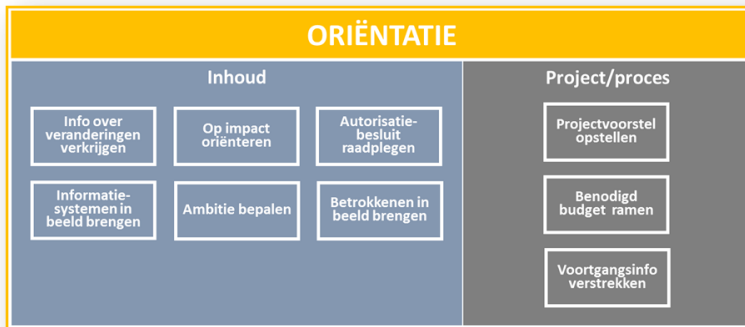 ORIËNTATIE
Inhoud
Info over
veranderingen
verkrijgen
Op impact
oriënteren
Autorisatie-
besluit
raadplegen
Informatie-
systemen in
beeld brengen
Ambitie bepalen
Betrokkenen in
beeld brengen
Project/proces
Projectvoorstel
opstellen
Benodigd
budget ramen
Voortgangsinfo
verstrekken